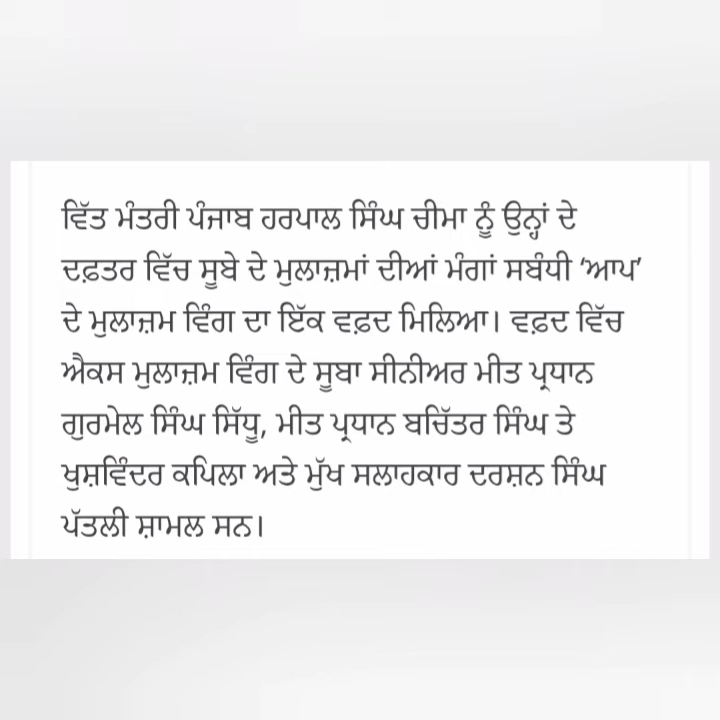 ਵਿੱਤ ਮੰਤਰੀ ਪੰਜਾਬ ਹਰਪਾਲ ਸਿੰਘ ਚੀਮਾ ਨੂੰ ਉਨ੍ਹਾਂ ਦੇ
ਦਫ਼ਤਰ ਵਿੱਚ ਸੂਬੇ ਦੇ ਮੁਲਾਜ਼ਮਾਂ ਦੀਆਂ ਮੰਗਾਂ ਸਬੰਧੀ ‘ਆਪ’
ਦੇ ਮੁਲਾਜ਼ਮ ਵਿੰਗ ਦਾ ਇੱਕ ਵਫ਼ਦ ਮਿਲਿਆ। ਵਫ਼ਦ ਵਿੱਚ
ਐਕਸ ਮੁਲਾਜ਼ਮ ਵਿੰਗ ਦੇ ਸੂਬਾ ਸੀਨੀਅਰ ਮੀਤ ਪ੍ਰਧਾਨ
ਗੁਰਮੇਲ ਸਿੰਘ ਸਿੱਧੂ, ਮੀਤ ਪ੍ਰਧਾਨ ਬਚਿੱਤਰ ਸਿੰਘ ਤੇ
ਖੁਸ਼ਵਿੰਦਰ ਕਪਿਲਾ ਅਤੇ ਮੁੱਖ ਸਲਾਹਕਾਰ ਦਰਸ਼ਨ ਸਿੰਘ
ਪੱਤਲੀ ਸ਼ਾਮਲ ਸਨ।